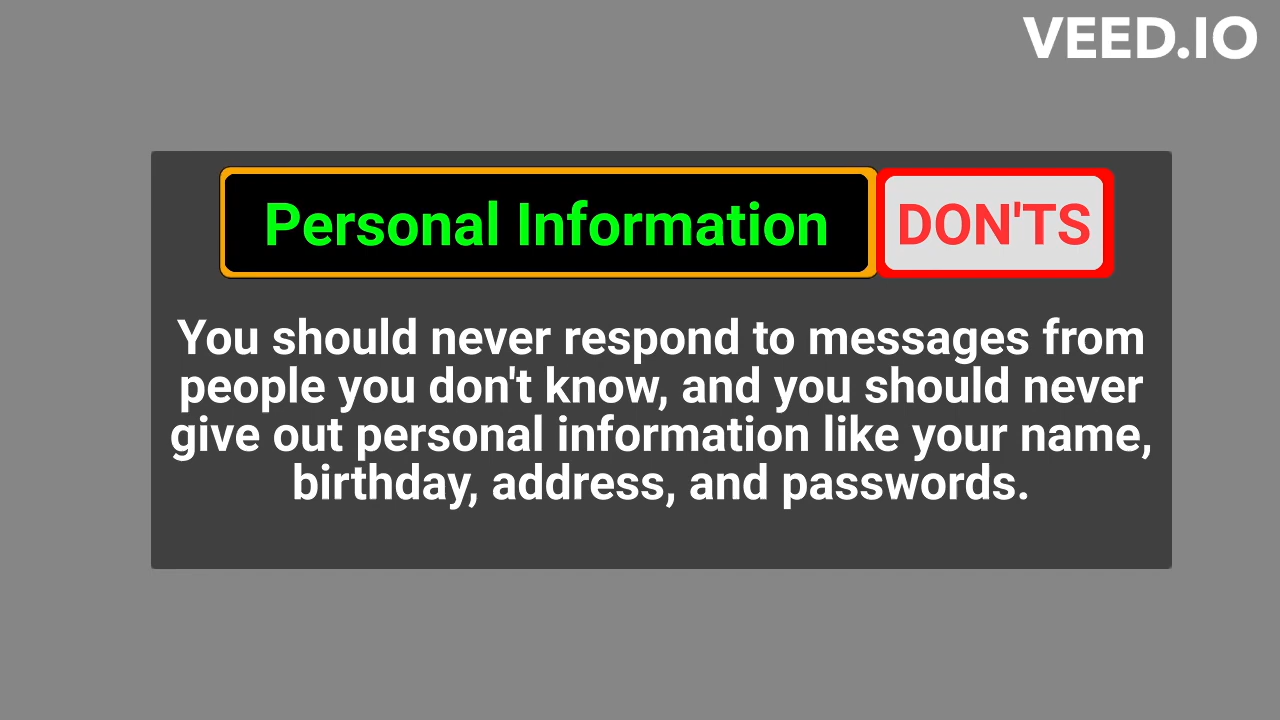 VEED.IO
Personal Information DON'TS
You should never respond to messages from
people you don't know, and you should never
give out personal information like your name,
birthday, address, and passwords.